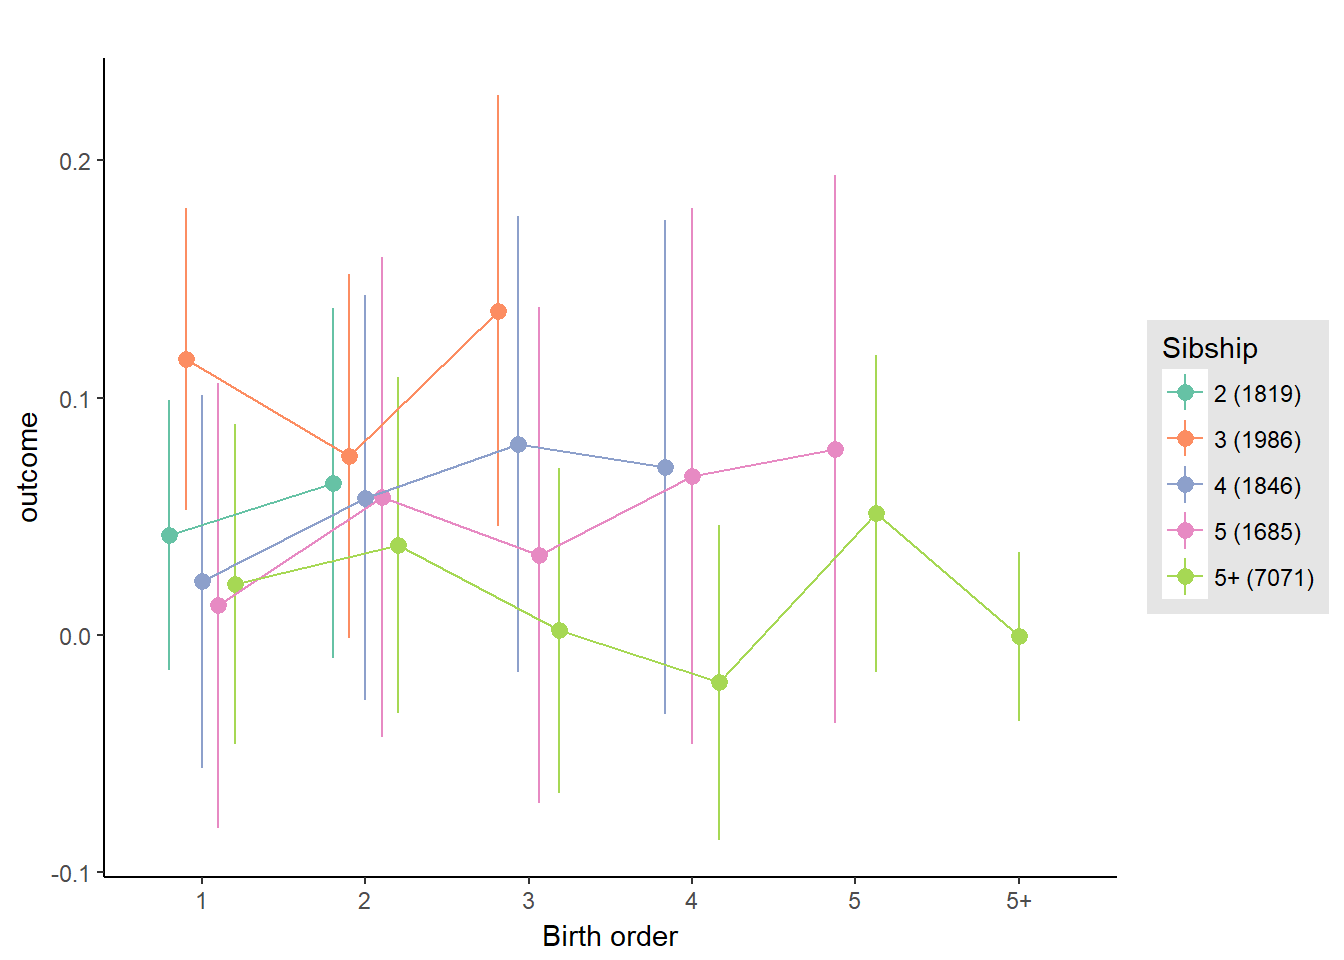 0.2
0.1
0.0
-0.1
outcome
1 2 3 4 5 5+
Birth order
Sibship
2 (1819)
3 (1986)
4 (1846)
5 (1685)
5+ (7071)